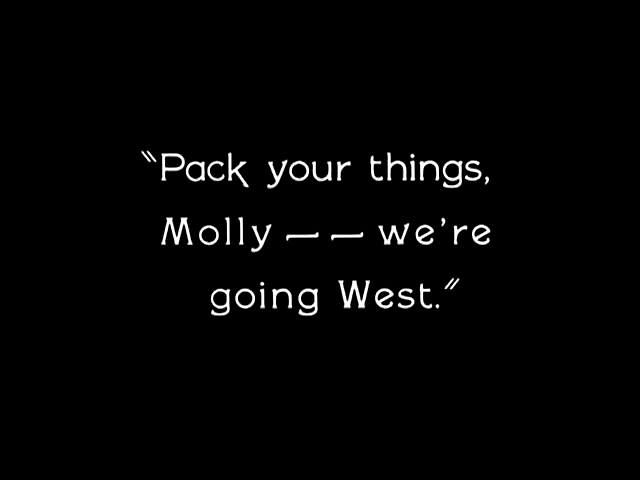 "Pack your things,
Molly — — we're
going West."